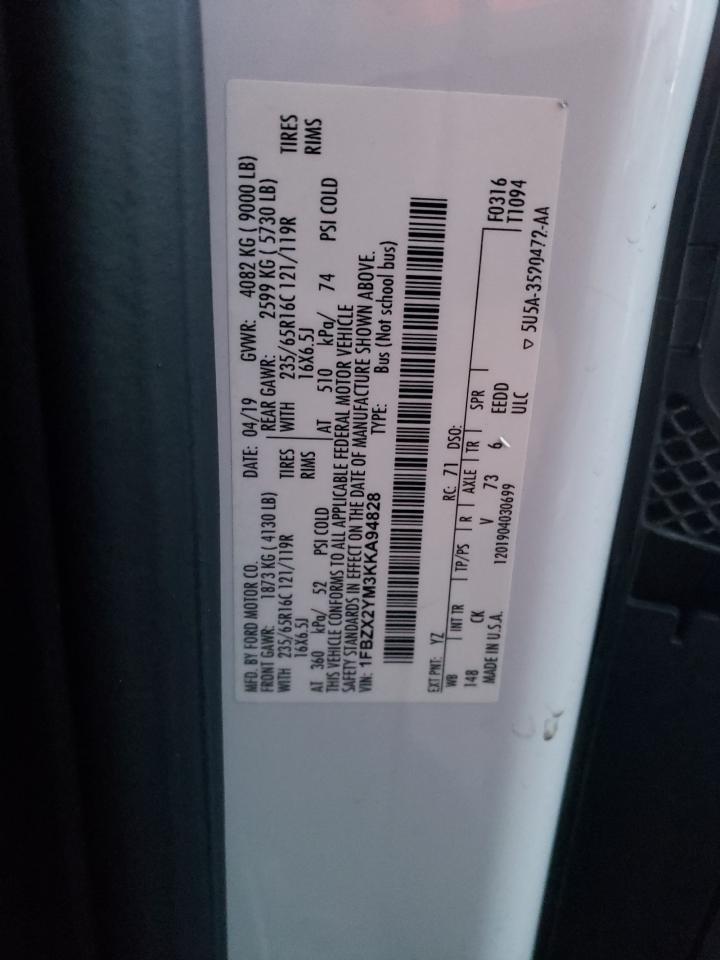 MFD. BY FORD MOTOR CO. DATE: 04/19 GVWR: 4082 KG ( 9000 LB)
FRONT GAWR: 1873 KG ( 4130 LB) REAR GAWR: 2599 KG ( 5730 LB)
WITH 235/65R16C 121/119R TIRES WITH 235/65R16C 121/119R TIRES
16X6.5J RIMS 16X6.5J RIMS
AT 360 kPa/ 52 PSI COLD AT 510 kPa/ 74 PSI COLD
THIS VEHICLE CONFORMS TO ALL APPLICABLE FEDERAL MOTOR VEHICLE
SAFETY STANDARDS IN EFFECT ON THE DATE OF MANUFACTURE SHOWN ABOVE.
VIN: 1FBZX2YM3KKA94828 TYPE: Bus (Not school bus)
EXT PNT: YZ RC: 71 DSO:
WB INT TR TP/PS R AXLE TR SPR F0316
148 CK V 73 6 EEDD T1094
MADE IN U.S.A. 1201904030699 ULC ▽ 5U5A-3520472-AA